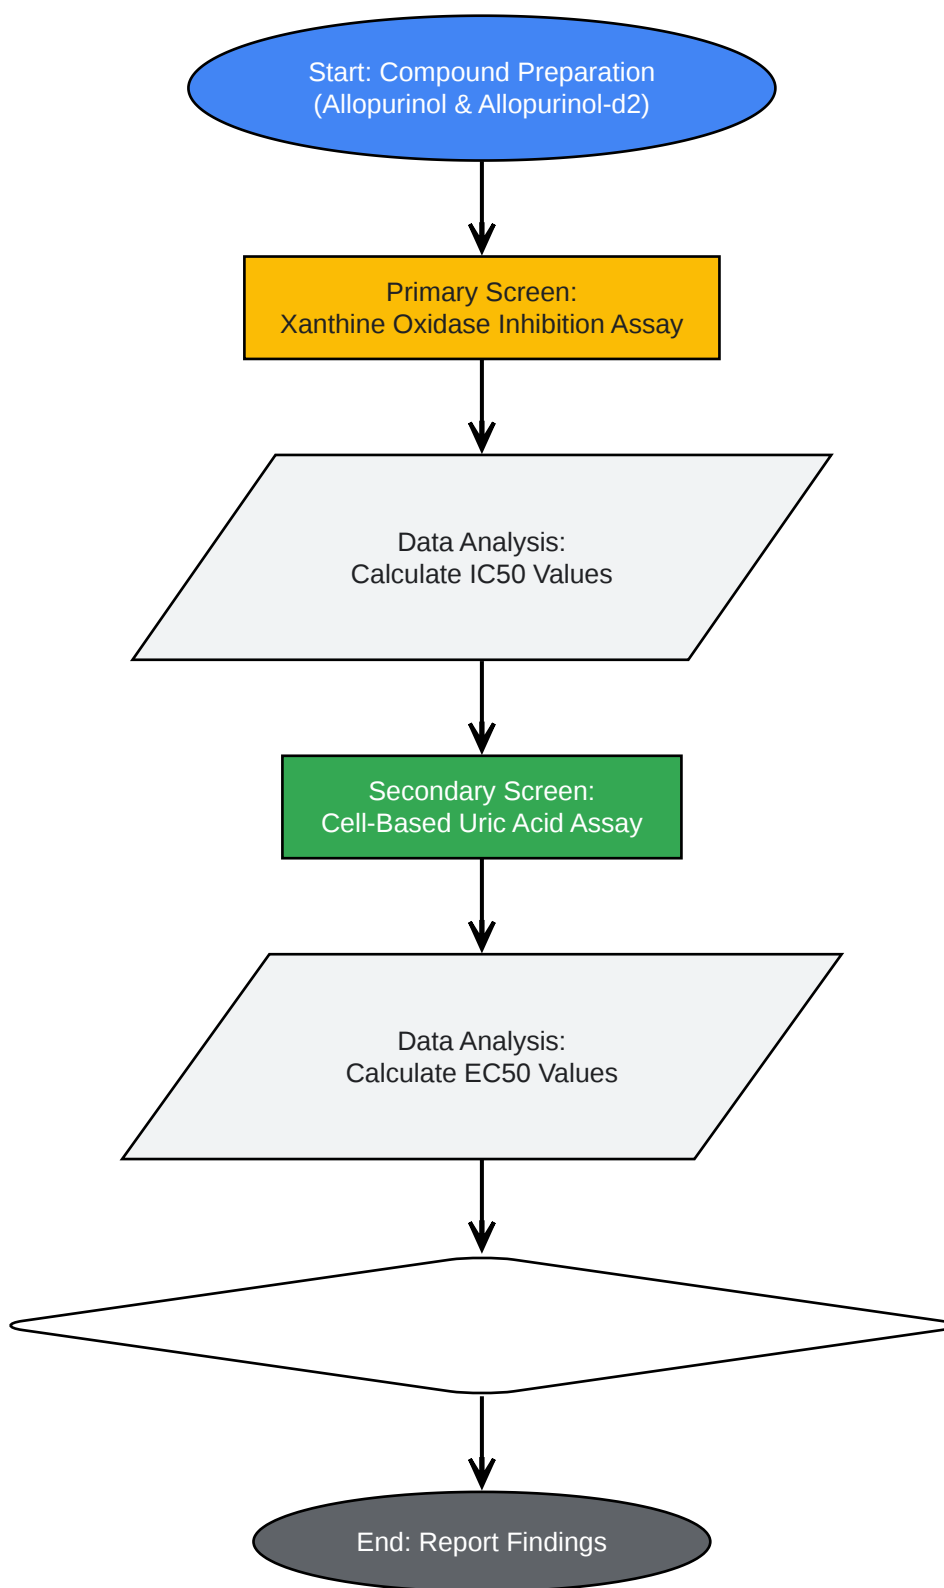 Start: Compound Preparation
(Allopurinol & Allopurinol-d2)
Primary Screen:
Xanthine Oxidase Inhibition Assay
Data Analysis:
Calculate IC50 Values
Secondary Screen:
Cell-Based Uric Acid Assay
Data Analysis:
Calculate EC50 Values
End: Report Findings